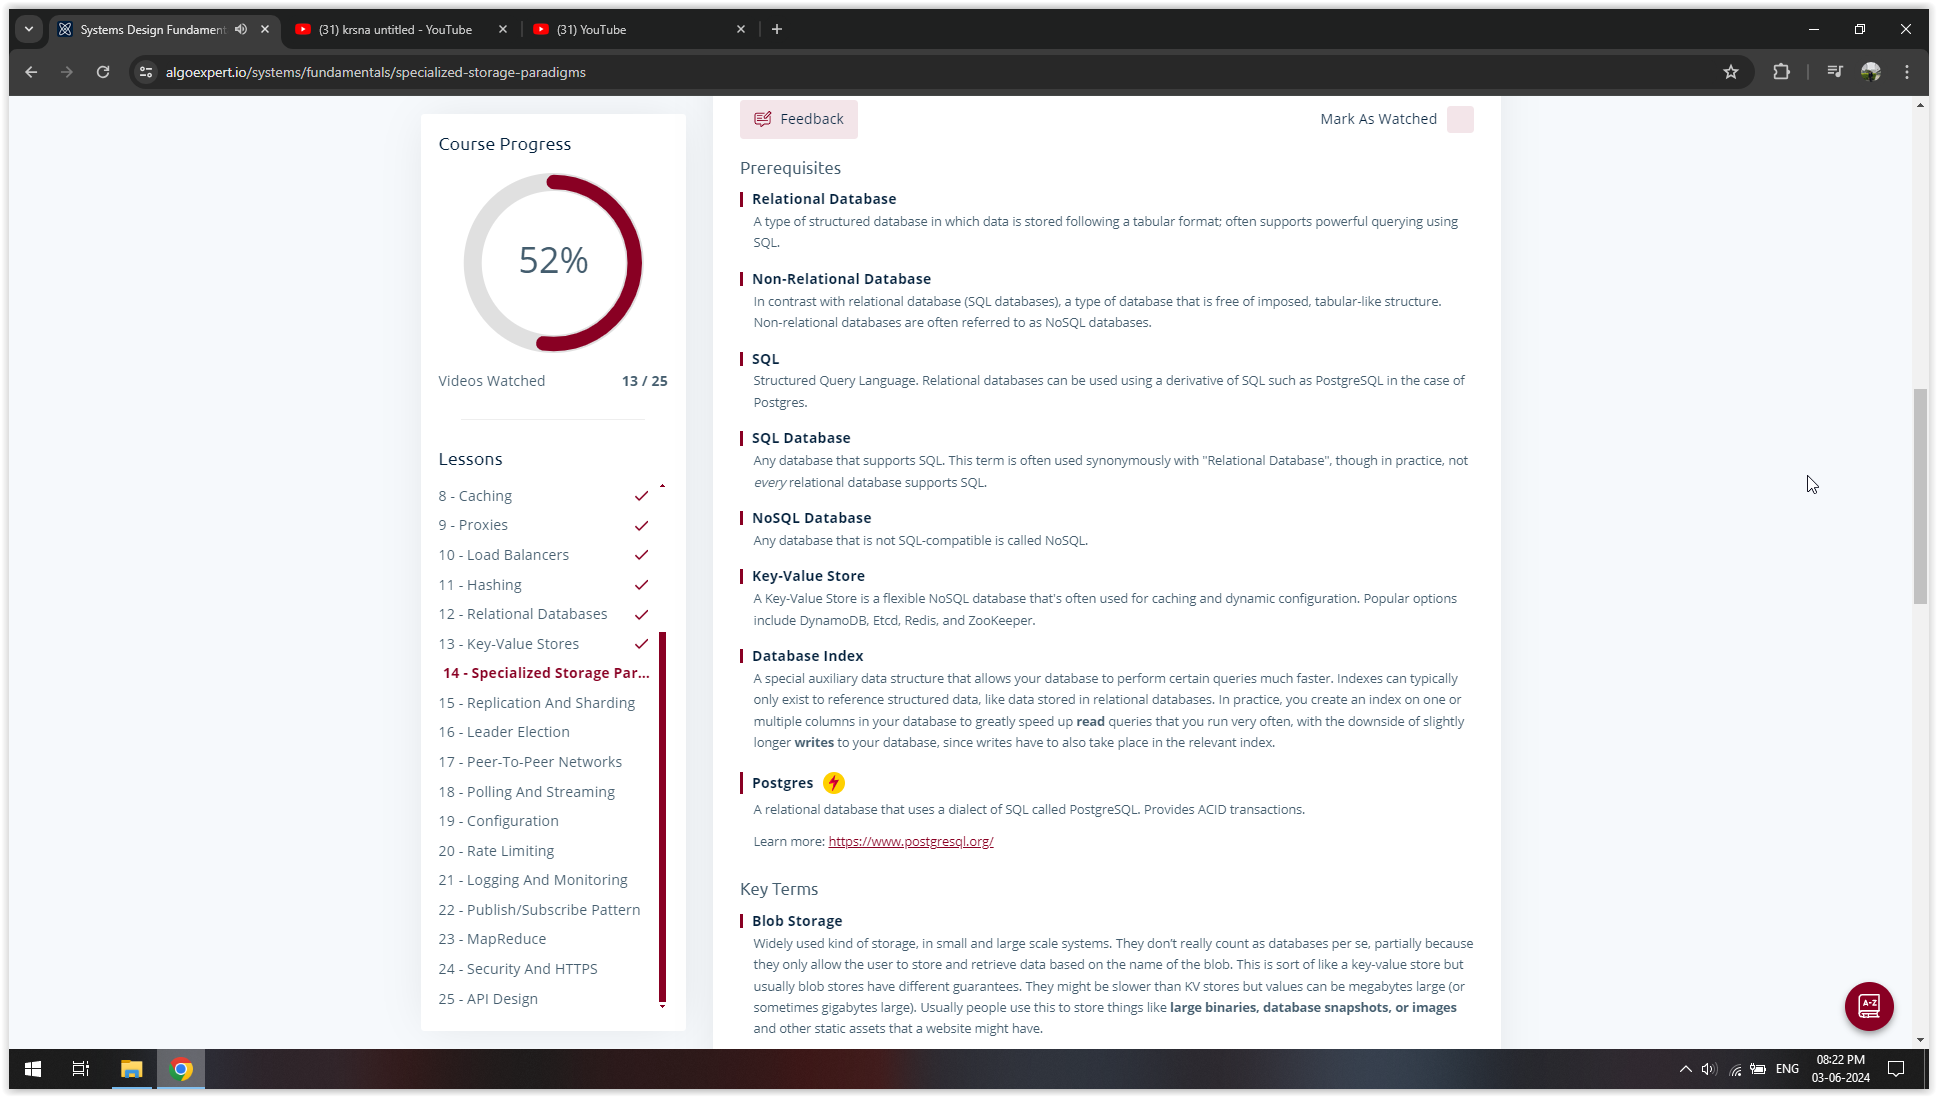 Systems Design Fundament
(31) krsna untitled - YouTube
(31) YouTube
algoexpert.io/systems/fundamentals/specialized-storage-paradigms
Course Progress
52%
Videos Watched 13 / 25
Lessons
8 - Caching
9 - Proxies
10 - Load Balancers
11 - Hashing
12 - Relational Databases
13 - Key-Value Stores
14 - Specialized Storage Par...
15 - Replication And Sharding
16 - Leader Election
17 - Peer-To-Peer Networks
18 - Polling And Streaming
19 - Configuration
20 - Rate Limiting
21 - Logging And Monitoring
22 - Publish/Subscribe Pattern
23 - MapReduce
24 - Security And HTTPS
25 - API Design
Feedback
Mark As Watched
Prerequisites
Relational Database
A type of structured database in which data is stored following a tabular format; often supports powerful querying using
SQL.
Non-Relational Database
In contrast with relational database (SQL databases), a type of database that is free of imposed, tabular-like structure.
Non-relational databases are often referred to as NoSQL databases.
SQL
Structured Query Language. Relational databases can be used using a derivative of SQL such as PostgreSQL in the case of
Postgres.
SQL Database
Any database that supports SQL. This term is often used synonymously with "Relational Database", though in practice, not
every relational database supports SQL.
NoSQL Database
Any database that is not SQL-compatible is called NoSQL.
Key-Value Store
A Key-Value Store is a flexible NoSQL database that's often used for caching and dynamic configuration. Popular options
include DynamoDB, Etcd, Redis, and ZooKeeper.
Database Index
A special auxiliary data structure that allows your database to perform certain queries much faster. Indexes can typically
only exist to reference structured data, like data stored in relational databases. In practice, you create an index on one or
multiple columns in your database to greatly speed up read queries that you run very often, with the downside of slightly
longer writes to your database, since writes have to also take place in the relevant index.
Postgres
A relational database that uses a dialect of SQL called PostgreSQL. Provides ACID transactions.
Learn more: https://www.postgresql.org/
Key Terms
Blob Storage
Widely used kind of storage, in small and large scale systems. They don’t really count as databases per se, partially because
they only allow the user to store and retrieve data based on the name of the blob. This is sort of like a key-value store but
usually blob stores have different guarantees. They might be slower than KV stores but values can be megabytes large (or
sometimes gigabytes large). Usually people use this to store things like large binaries, database snapshots, or images
and other static assets that a website might have.
A-Z
ENG
08:22 PM
03-06-2024